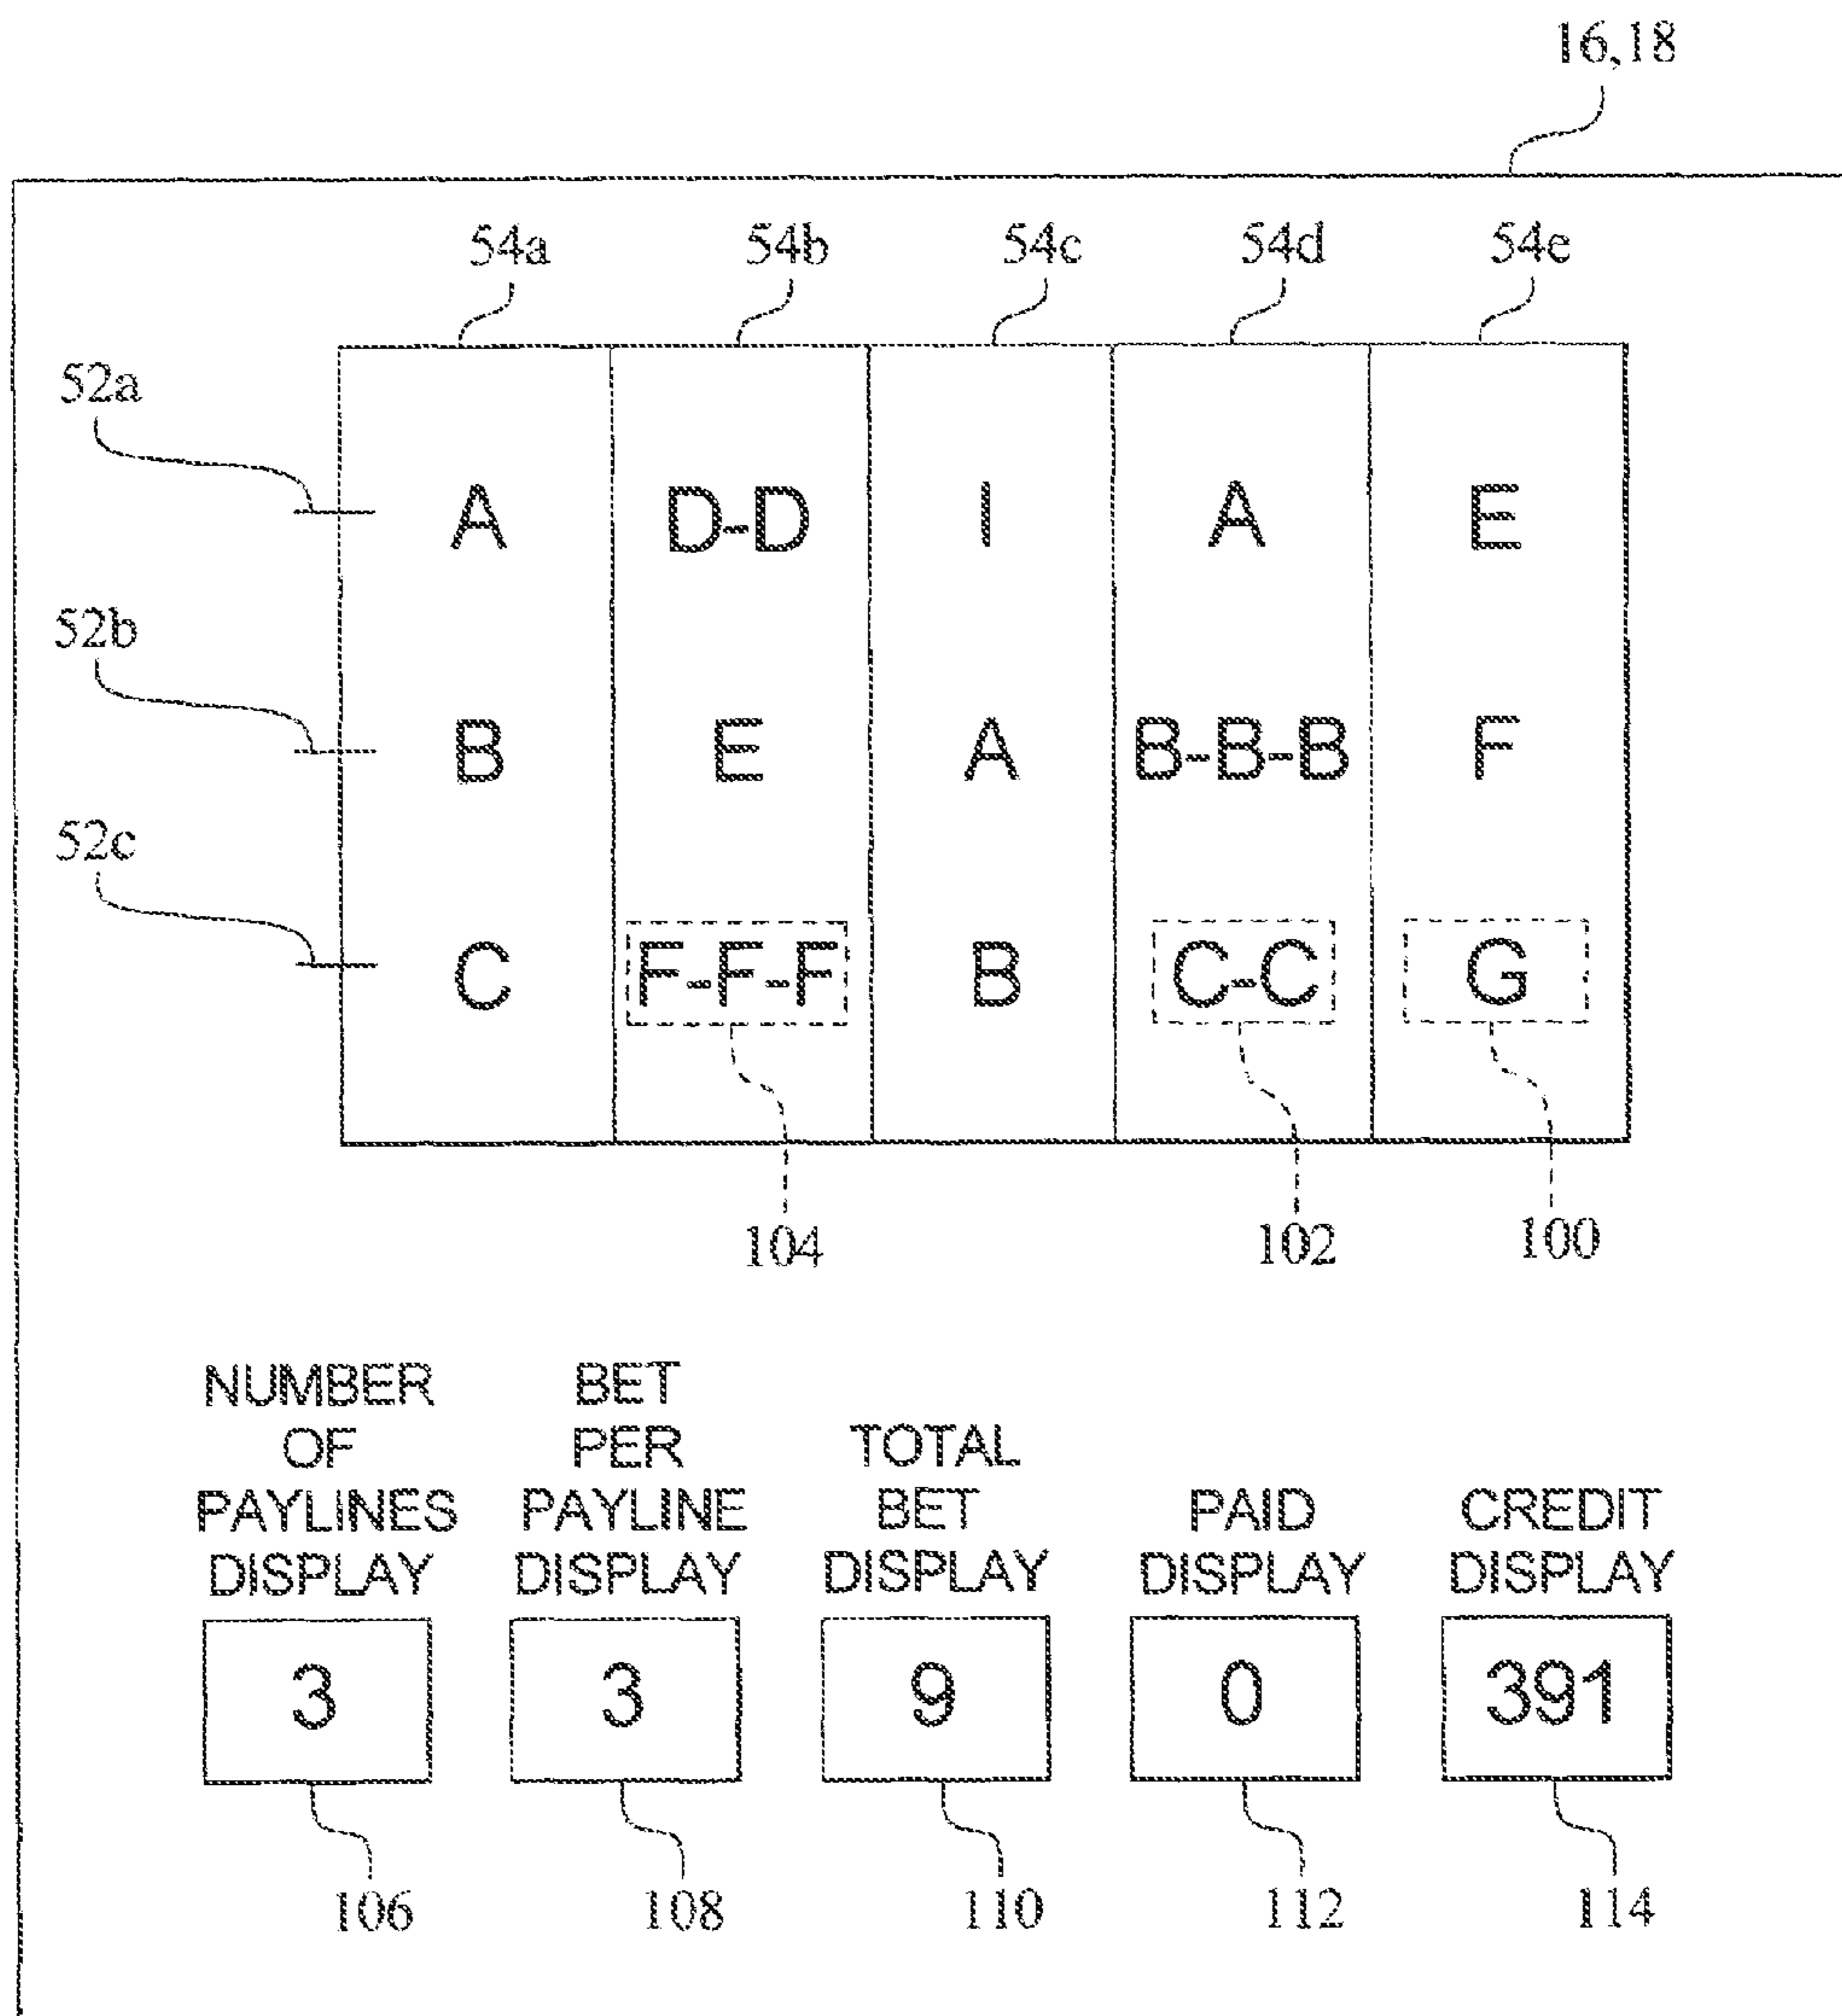 16,18
54a 54b 54c 54d 54e
52a
A D-D I A E
52b
B E A B-B-B F
52c
C F-F-F B C-C G
104 102 100
NUMBER BET
OF PER TOTAL
PAYLINES PAYLINE BET PAID CREDIT
DISPLAY DISPLAY DISPLAY DISPLAY DISPLAY
3 3 9 0 391
106 108 110 112 114